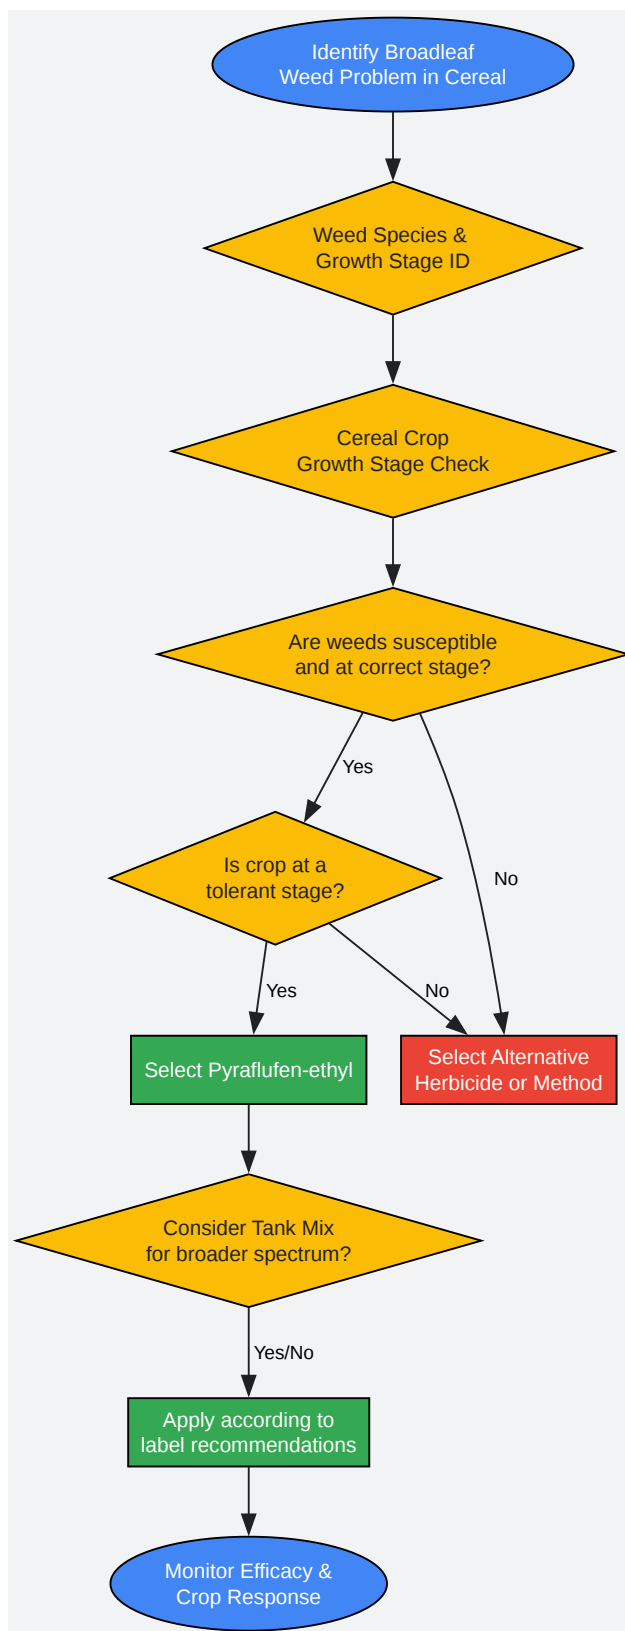 Identify Broadleaf
Weed Problem in Cereal
Weed Species &
Growth Stage ID
Cereal Crop
Growth Stage Check
Are weeds susceptible
and at correct stage?
Yes
Is crop at a
tolerant stage?
No
Yes
No
Select Pyraflufen-ethyl
Select Alternative
Herbicide or Method
Consider Tank Mix
for broader spectrum?
Yes/No
Apply according to
label recommendations
Monitor Efficacy &
Crop Response